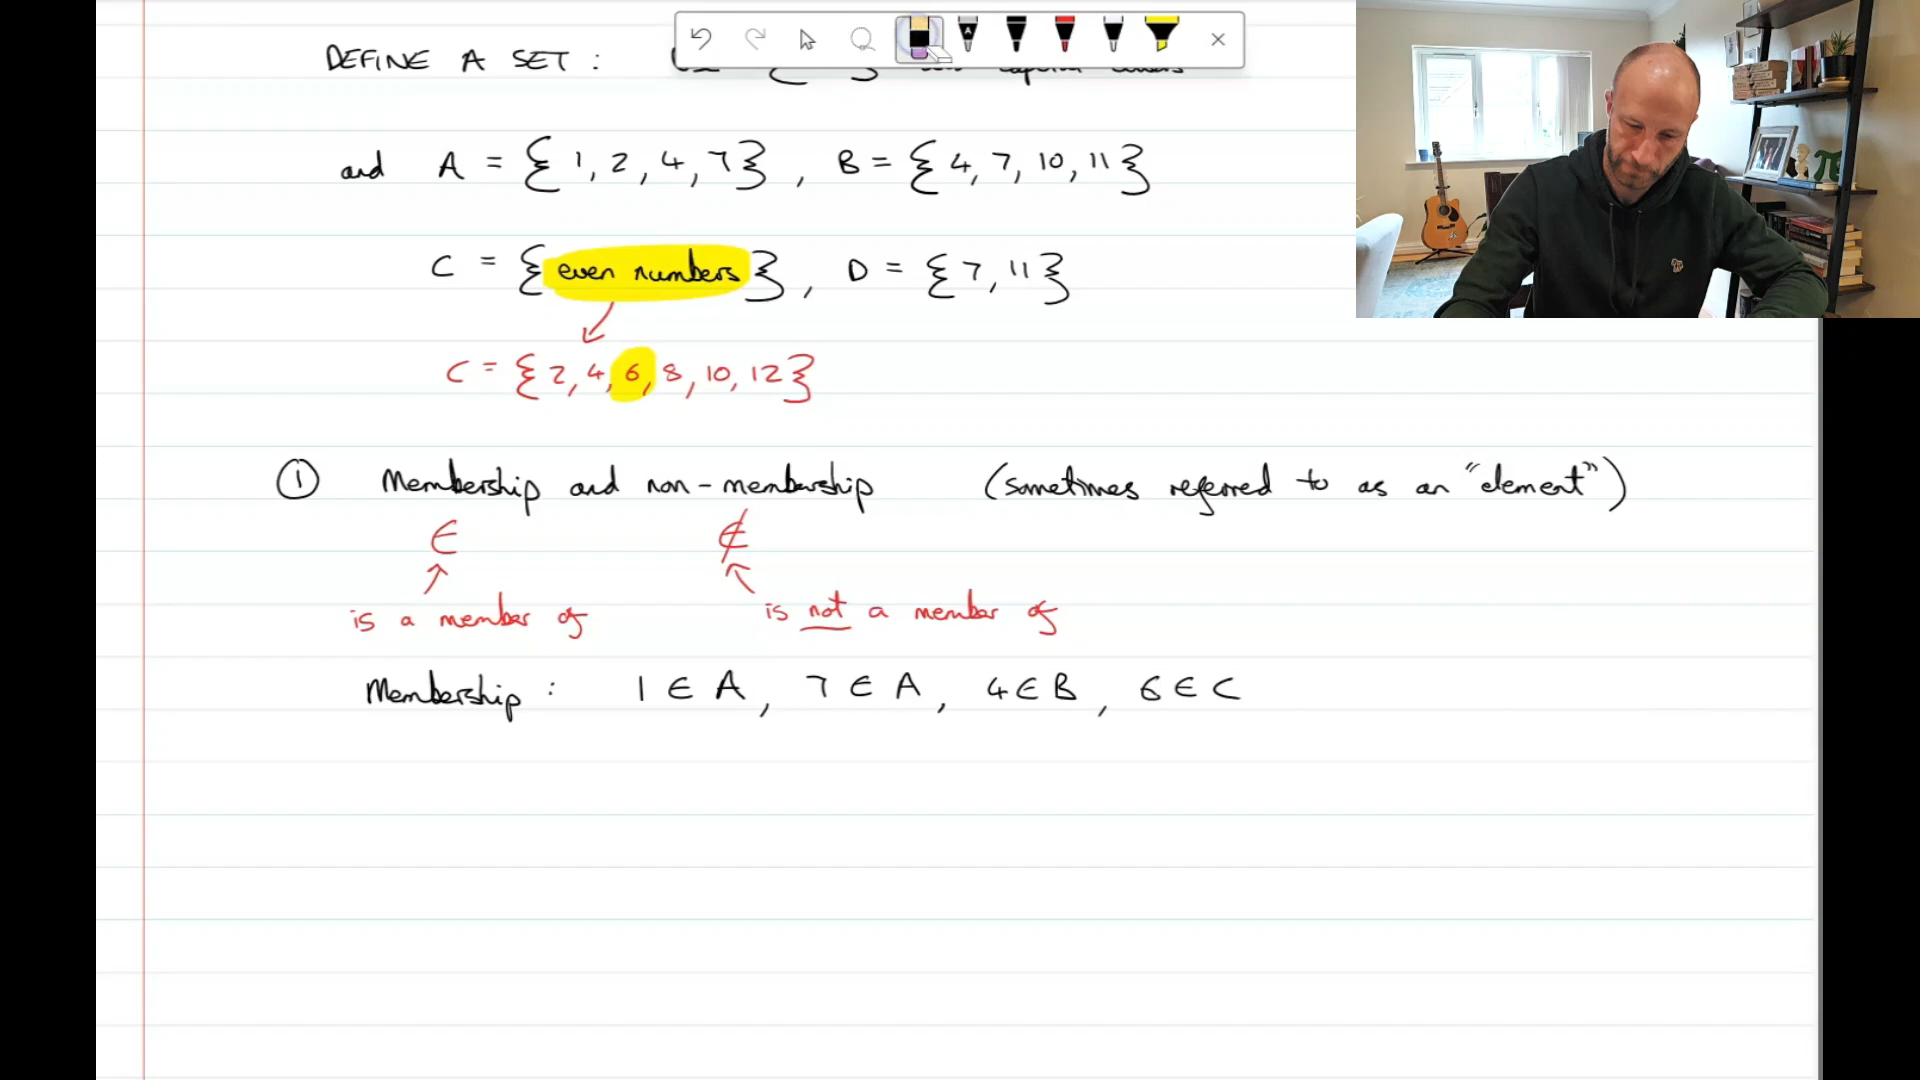 DEFINE A SET :
and A = { 1, 2, 4, 7 } , B = { 4, 7, 10, 11 }
C = { even numbers } , D = { 7, 11 }
C = { 2, 4, 6, 8, 10, 12 }
① Membership and non-membership (sometimes referred to as an "element")
∈ ∉
is a member of is not a member of
Membership : 1 ∈ A , 7 ∈ A , 4 ∈ B , 6 ∈ C